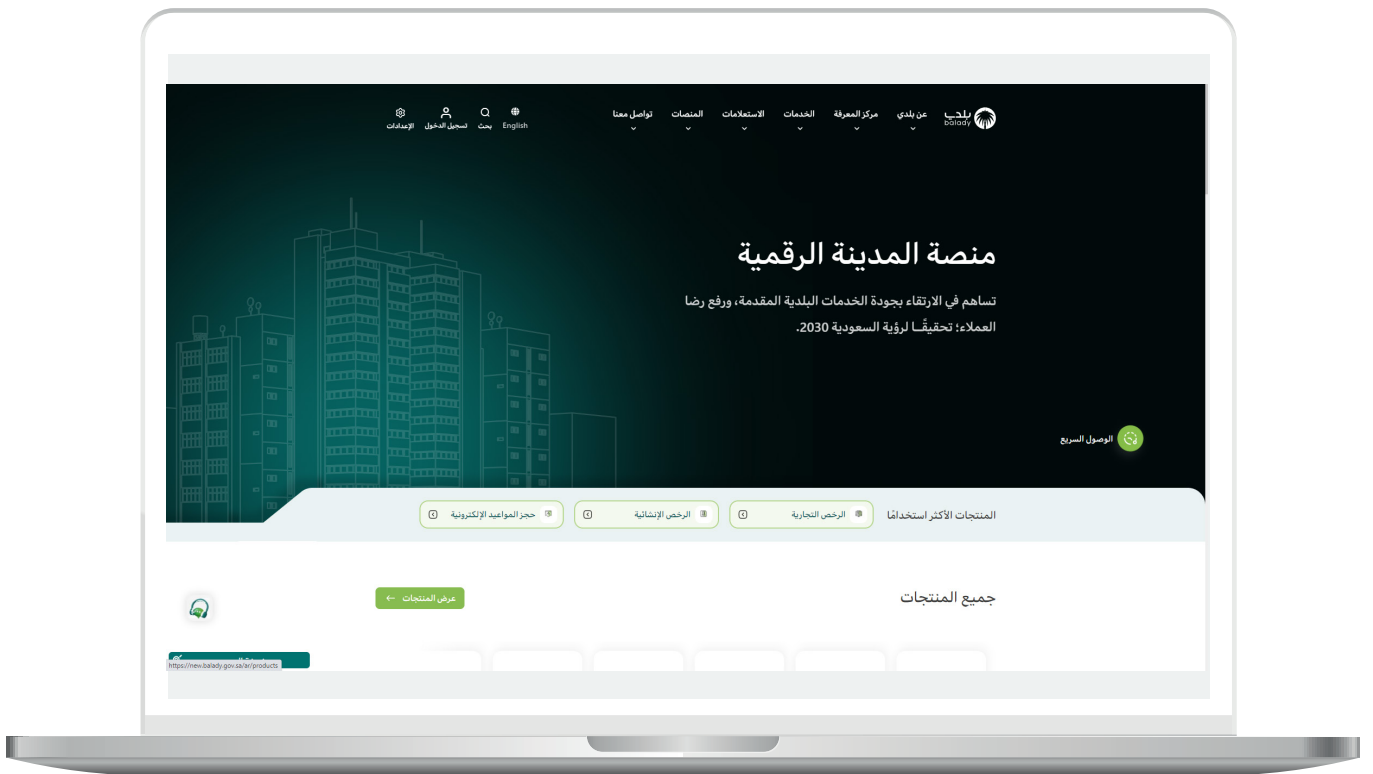 بلدي
balady
عن بلدي
مركز المعرفة
الخدمات
الاستعلامات
المنصات
تواصل معنا
English
بحث
تسجيل الدخول
الإعدادات
منصة المدينة الرقمية
تساهم في الارتقاء بجودة الخدمات البلدية المقدمة، ورفع رضا
العملاء؛ تحقيقًـا لرؤية السعودية 2030.
الوصول السريع
المنتجات الأكثر استخدامًا
الرخص التجارية
الرخص الإنشائية
حجز المواعيد الإلكترونية
جميع المنتجات
عرض المنتجات ←
https://new.balady.gov.sa/ar/products